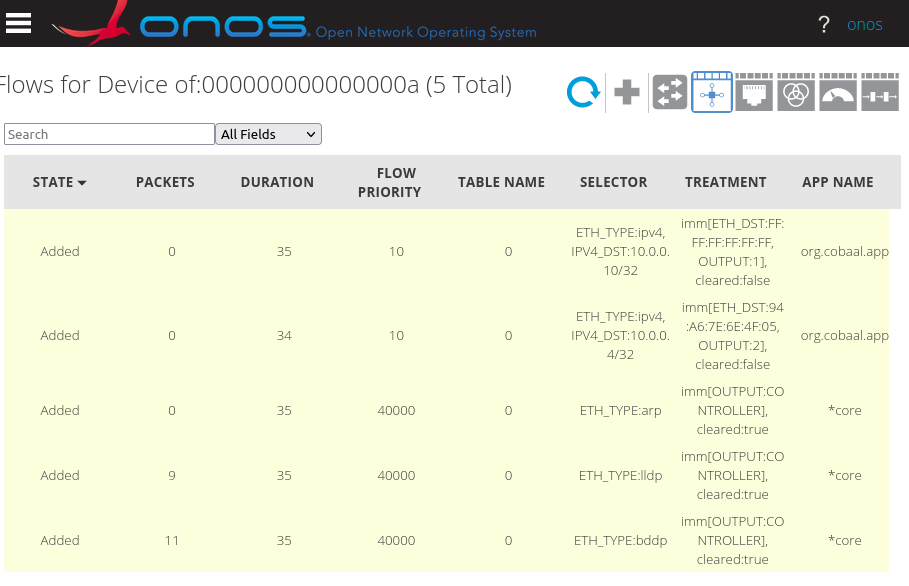 onos Open Network Operating System ? onos
Flows for Device of:000000000000000a (5 Total)
Search All Fields
STATE PACKETS DURATION FLOW PRIORITY TABLE NAME SELECTOR TREATMENT APP NAME
Added 0 35 10 0 ETH_TYPE:ipv4, IPV4_DST:10.0.0.10/32 imm[ETH_DST:FF:FF:FF:FF:FF:FF, OUTPUT:1], cleared:false org.cobaal.app
Added 0 34 10 0 ETH_TYPE:ipv4, IPV4_DST:10.0.0.4/32 imm[ETH_DST:94:A6:7E:6E:4F:05, OUTPUT:2], cleared:false org.cobaal.app
Added 0 35 40000 0 ETH_TYPE:arp imm[OUTPUT:CONTROLLER], cleared:true *core
Added 9 35 40000 0 ETH_TYPE:lldp imm[OUTPUT:CONTROLLER], cleared:true *core
Added 11 35 40000 0 ETH_TYPE:bddp imm[OUTPUT:CONTROLLER], cleared:true *core